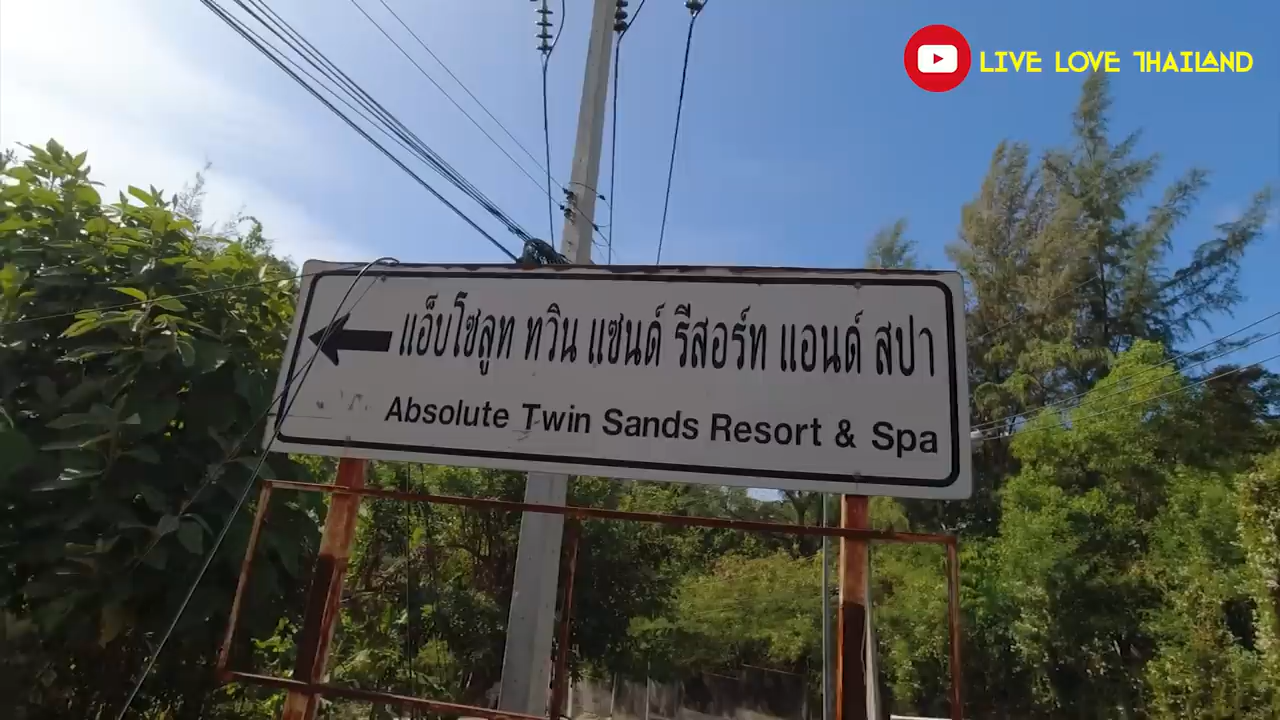 LIVE LOVE THAILAND
แอ็บโซลูท ทวิน แซนด์ รีสอร์ท แอนด์ สปา
Absolute Twin Sands Resort & Spa